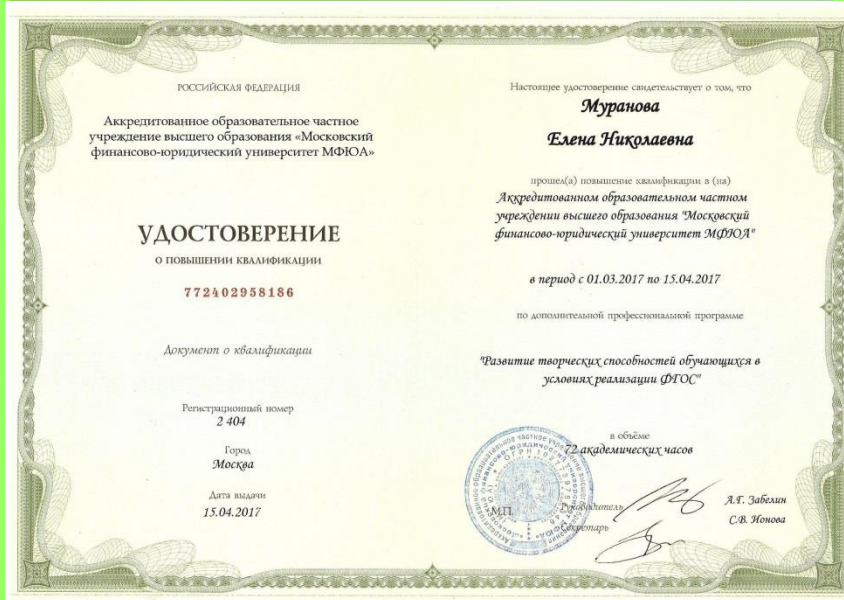 РОССИЙСКАЯ ФЕДЕРАЦИЯ
Аккредитованное образовательное частное
учреждение высшего образования «Московский
финансово-юридический университет МФЮА»
УДОСТОВЕРЕНИЕ
О ПОВЫШЕНИИ КВАЛИФИКАЦИИ
772402958186
Документ о квалификации
Регистрационный номер
2 404
Город
Москва
Дата выдачи
15.04.2017
Настоящее удостоверение свидетельствует о том, что
Муранова
Елена Николаевна
прошел(а) повышение квалификации в (на)
Аккредитованном образовательном частном
учреждении высшего образования "Московский
финансово-юридический университет МФЮА"
в период с 01.03.2017 по 15.04.2017
по дополнительной профессиональной программе
"Развитие творческих способностей обучающихся в
условиях реализации ФГОС"
в объёме
72 академических часов
М.П.
Руководитель
А.Г. Забелин
Секретарь
С.В. Ионова